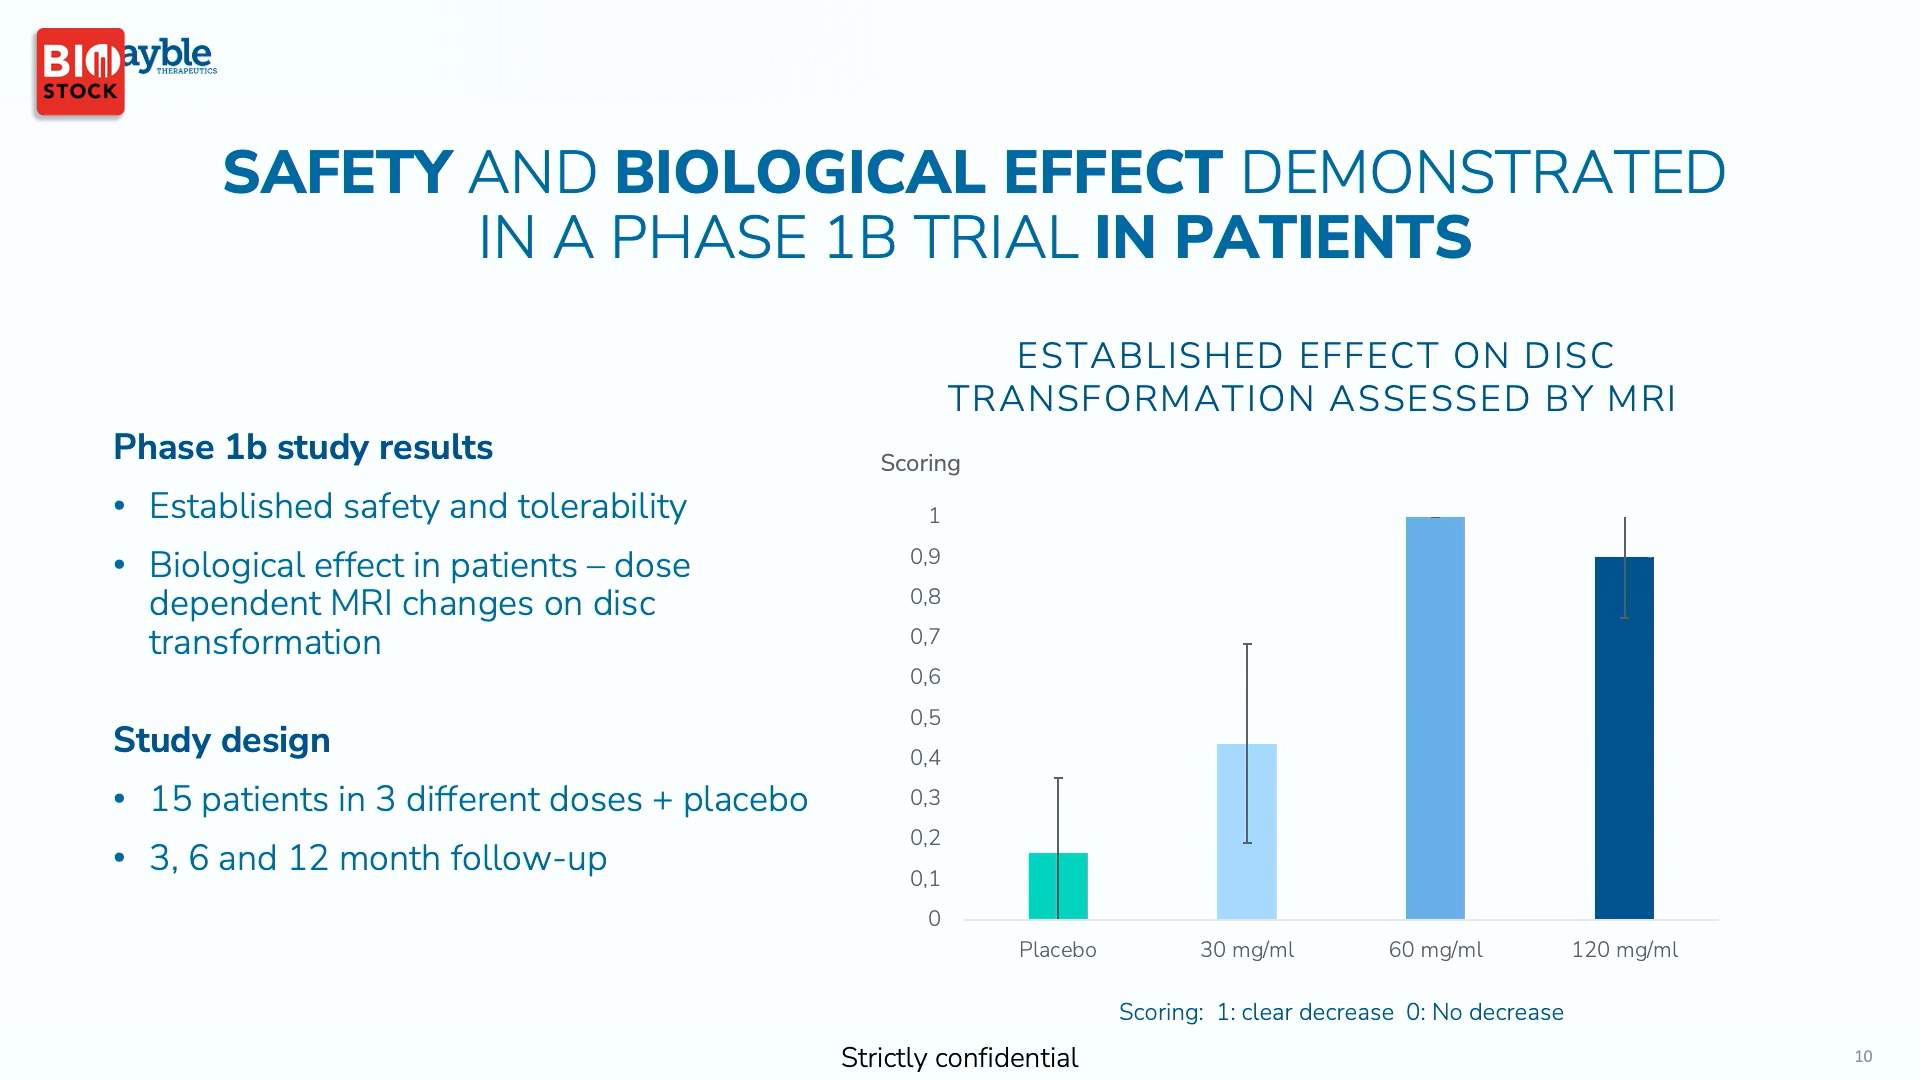 BIO
STOCK
ayble
THERAPEUTICS
SAFETY AND BIOLOGICAL EFFECT DEMONSTRATED
IN A PHASE 1B TRIAL IN PATIENTS
Phase 1b study results
• Established safety and tolerability
• Biological effect in patients – dose
dependent MRI changes on disc
transformation
Study design
• 15 patients in 3 different doses + placebo
• 3, 6 and 12 month follow-up
ESTABLISHED EFFECT ON DISC
TRANSFORMATION ASSESSED BY MRI
Scoring
1
0,9
0,8
0,7
0,6
0,5
0,4
0,3
0,2
0,1
0
Placebo 30 mg/ml 60 mg/ml 120 mg/ml
Scoring: 1: clear decrease 0: No decrease
Strictly confidential
10